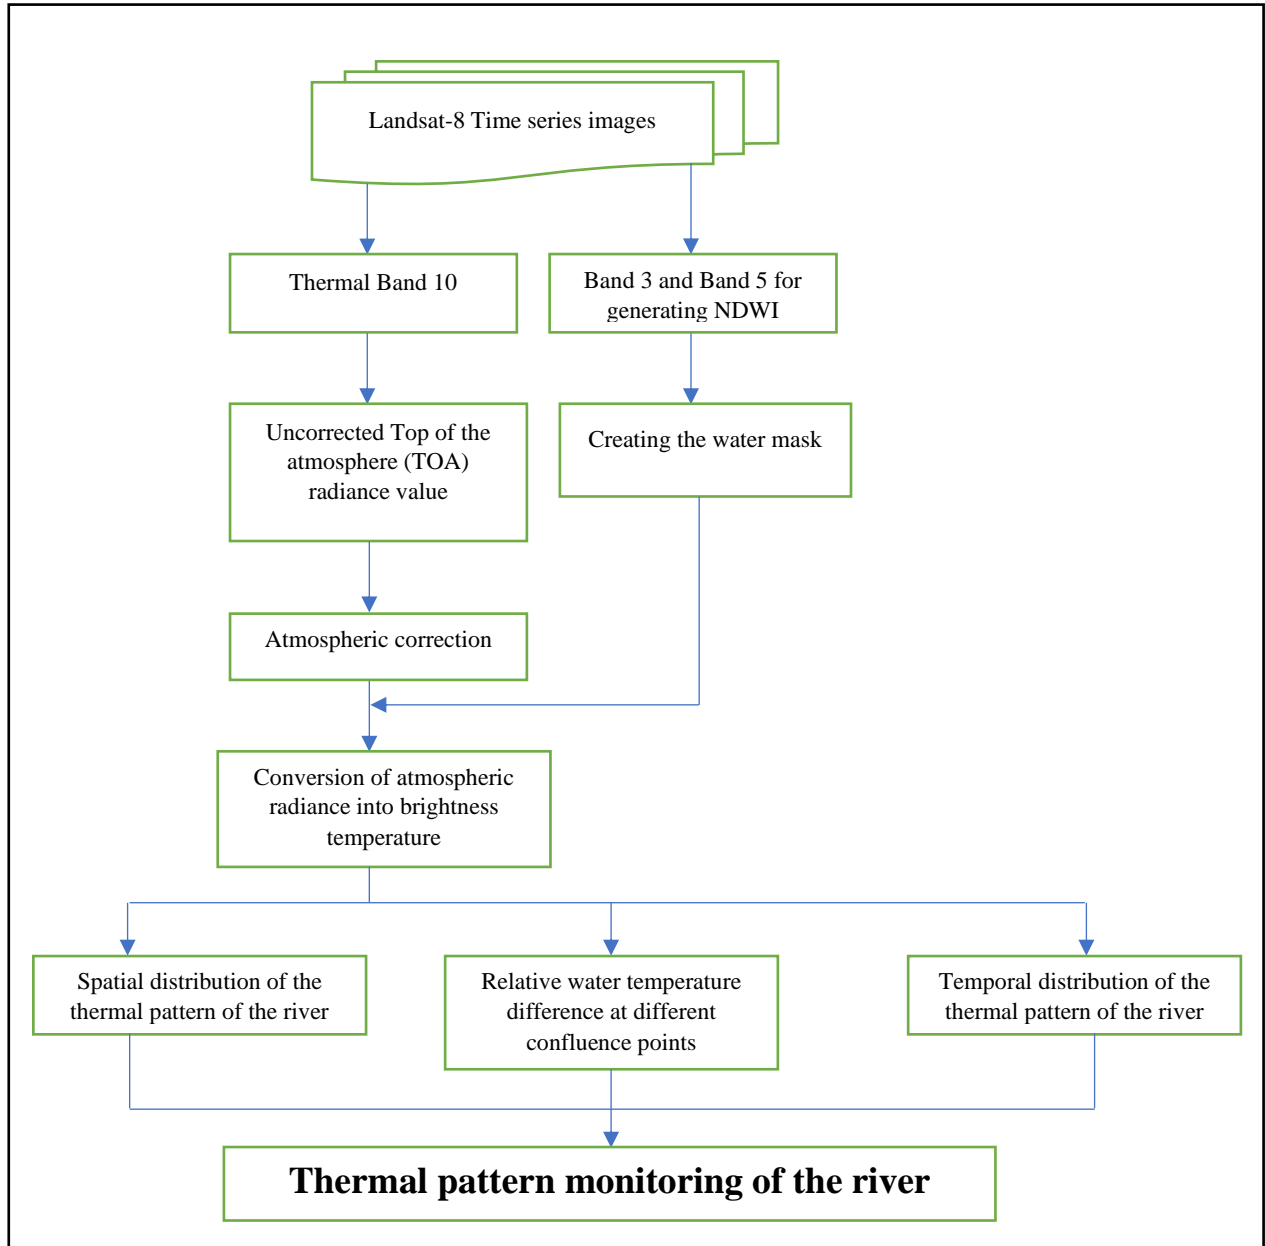 Landsat-8 Time series images
Thermal Band 10
Band 3 and Band 5 for
generating NDWI
Uncorrected Top of the
atmosphere (TOA)
radiance value
Creating the water mask
Atmospheric correction
Conversion of atmospheric
radiance into brightness
temperature
Spatial distribution of the
thermal pattern of the river
Relative water temperature
difference at different
confluence points
Temporal distribution of the
thermal pattern of the river
Thermal pattern monitoring of the river